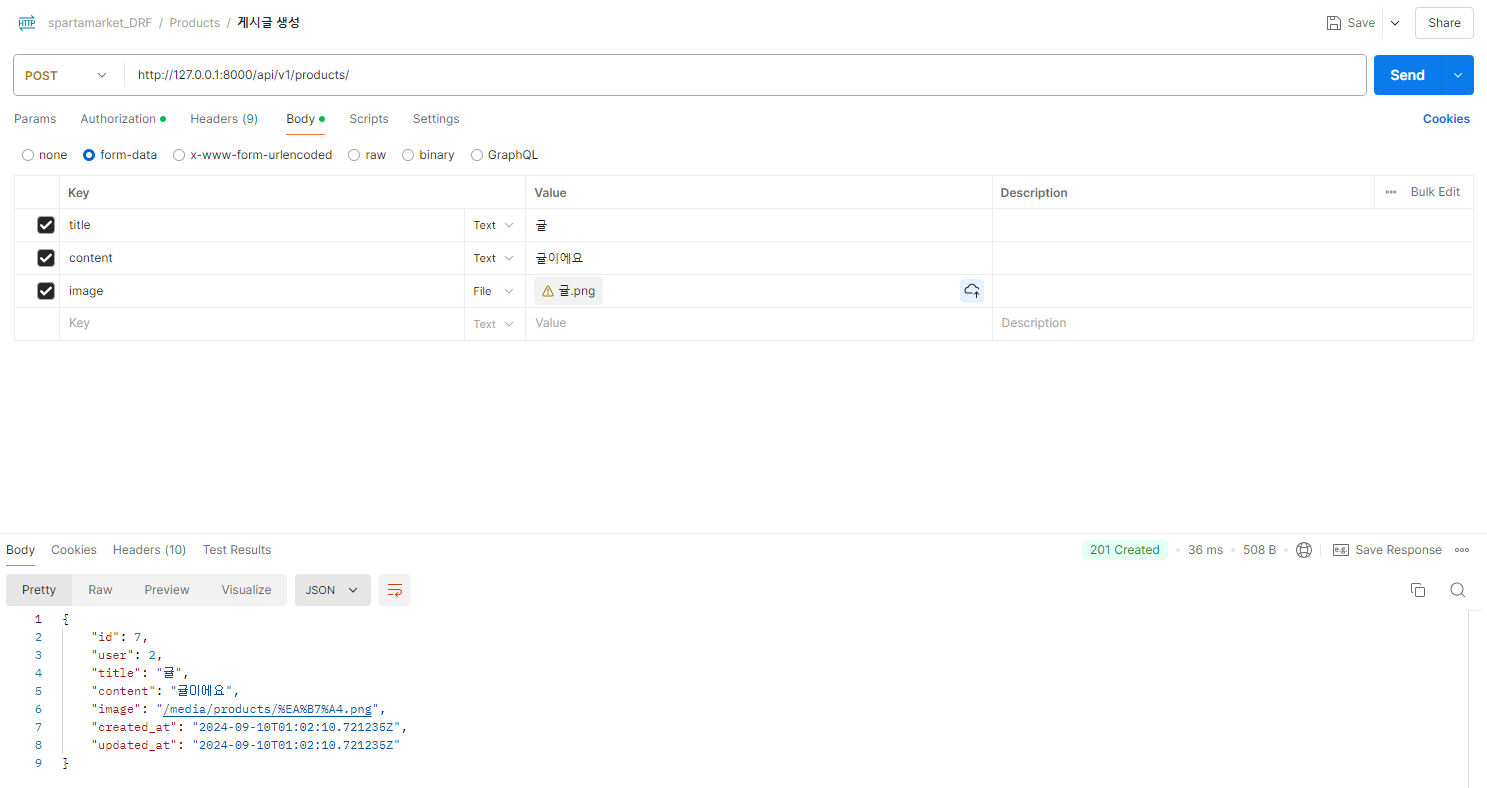 HTTP spartamarket_DRF / Products / 게시글 생성 Save Share
POST http://127.0.0.1:8000/api/v1/products/ Send
Params Authorization Headers (9) Body Scripts Settings Cookies
none form-data x-www-form-urlencoded raw binary GraphQL
Key Value Description Bulk Edit
title Text 귤
content Text 귤이에요
image File 귤.png
Key Text Value Description
Body Cookies Headers (10) Test Results 201 Created 36 ms 508 B e.g. Save Response
Pretty Raw Preview Visualize JSON
1 {
2 "id": 7,
3 "user": 2,
4 "title": "귤",
5 "content": "귤이에요",
6 "image": "/media/products/%EA%B7%A4.png",
7 "created_at": "2024-09-10T01:02:10.721235Z",
8 "updated_at": "2024-09-10T01:02:10.721235Z"
9 }